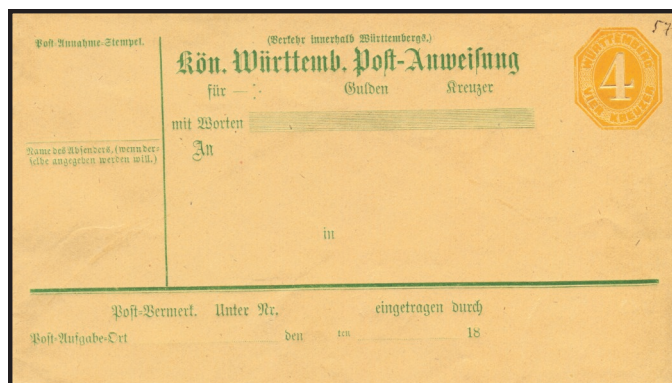 Post-Annahme-Stempel.
(Verkehr innerhalb Württembergs.)
Kön. Württemb. Post-Anweisung
für — : Gulden Kreuzer
mit Worten
An
Name des Absenders, (wenn der-
selbe angegeben werden will.)
in
WÜRTTEMBERG
4
VIER KREUZER
57
Post-Vermerk. Unter Nr. eingetragen durch
Post-Aufgabe-Ort den ten 18